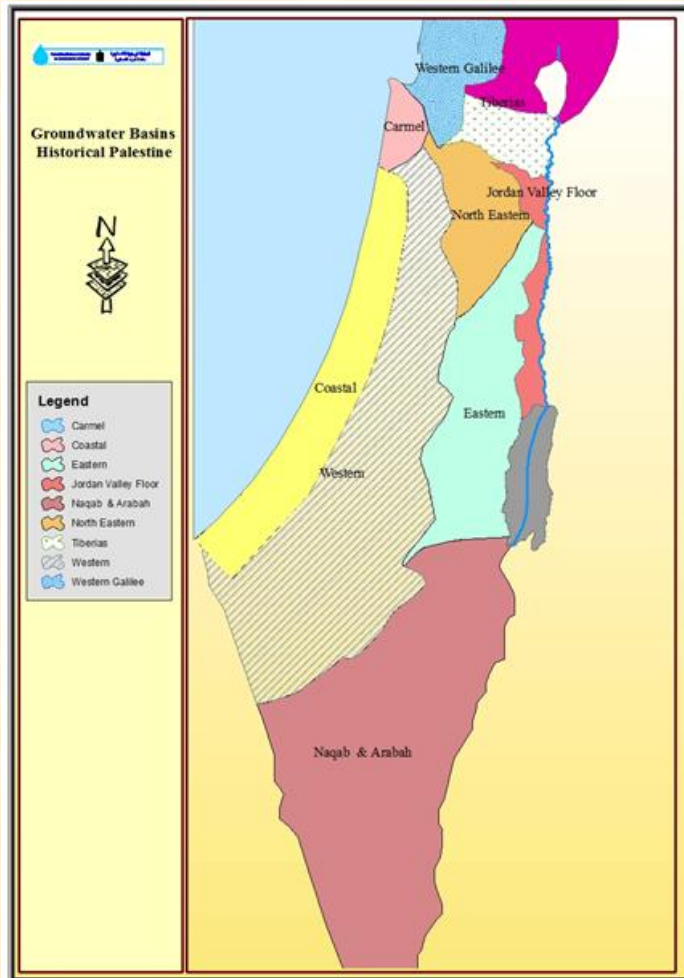 Groundwater Basins
Historical Palestine
N
Legend
Carmel
Coastal
Eastern
Jordan Valley Floor
Naqab & Arabah
North Eastern
Tiberias
Western
Western Galilee
Western Galilee
Tiberias
Carmel
Jordan Valley Floor
North Eastern
Coastal
Eastern
Western
Naqab & Arabah